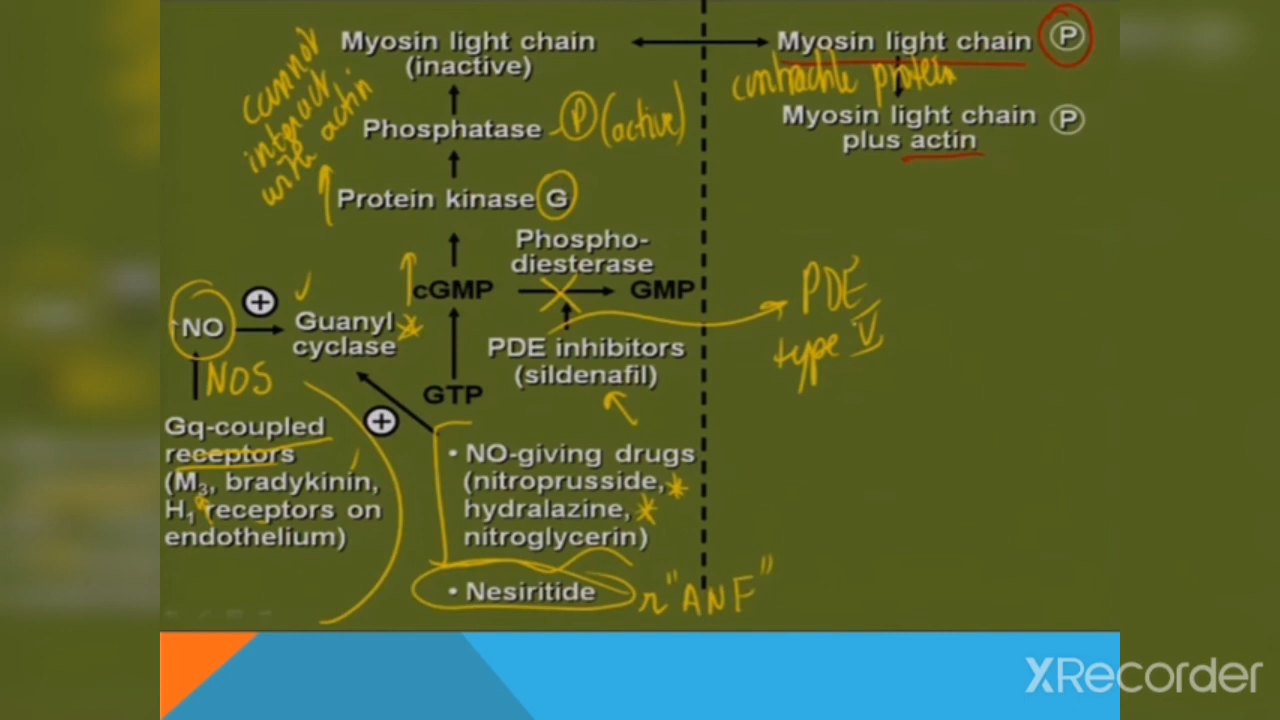 Myosin light chain
(inactive)
Myosin light chain P
contractile protein
cannot
interact
with actin
Myosin light chain P
plus actin
Phosphatase P (active)
Protein kinase G
Phospho-
diesterase
cGMP
GMP
PDE
type V
+
NO
Guanyl
cyclase
PDE inhibitors
(sildenafil)
NOS
GTP
+
Gq-coupled
receptors
(M3, bradykinin,
H1 receptors on
endothelium)
• NO-giving drugs
(nitroprusside,
hydralazine,
nitroglycerin)
• Nesiritide
r "ANF"
XRecorder